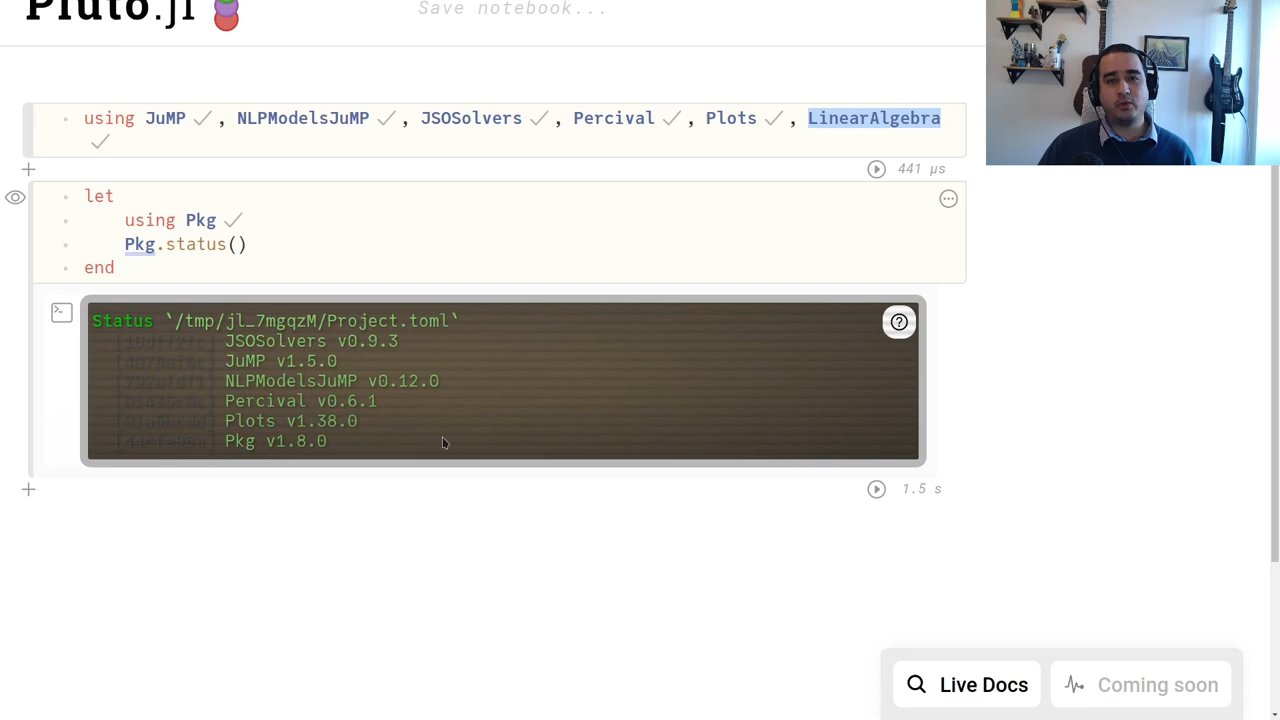 Pluto.jl
Save notebook...
using JuMP, NLPModelsJuMP, JSOSolvers, Percival, Plots, LinearAlgebra
441 μs
let
using Pkg
Pkg.status()
end
Status `/tmp/jl_7mgqzM/Project.toml`
JSOSolvers v0.9.3
JuMP v1.5.0
NLPModelsJuMP v0.12.0
Percival v0.6.1
Plots v1.38.0
Pkg v1.8.0
1.5 s
Live Docs
Coming soon